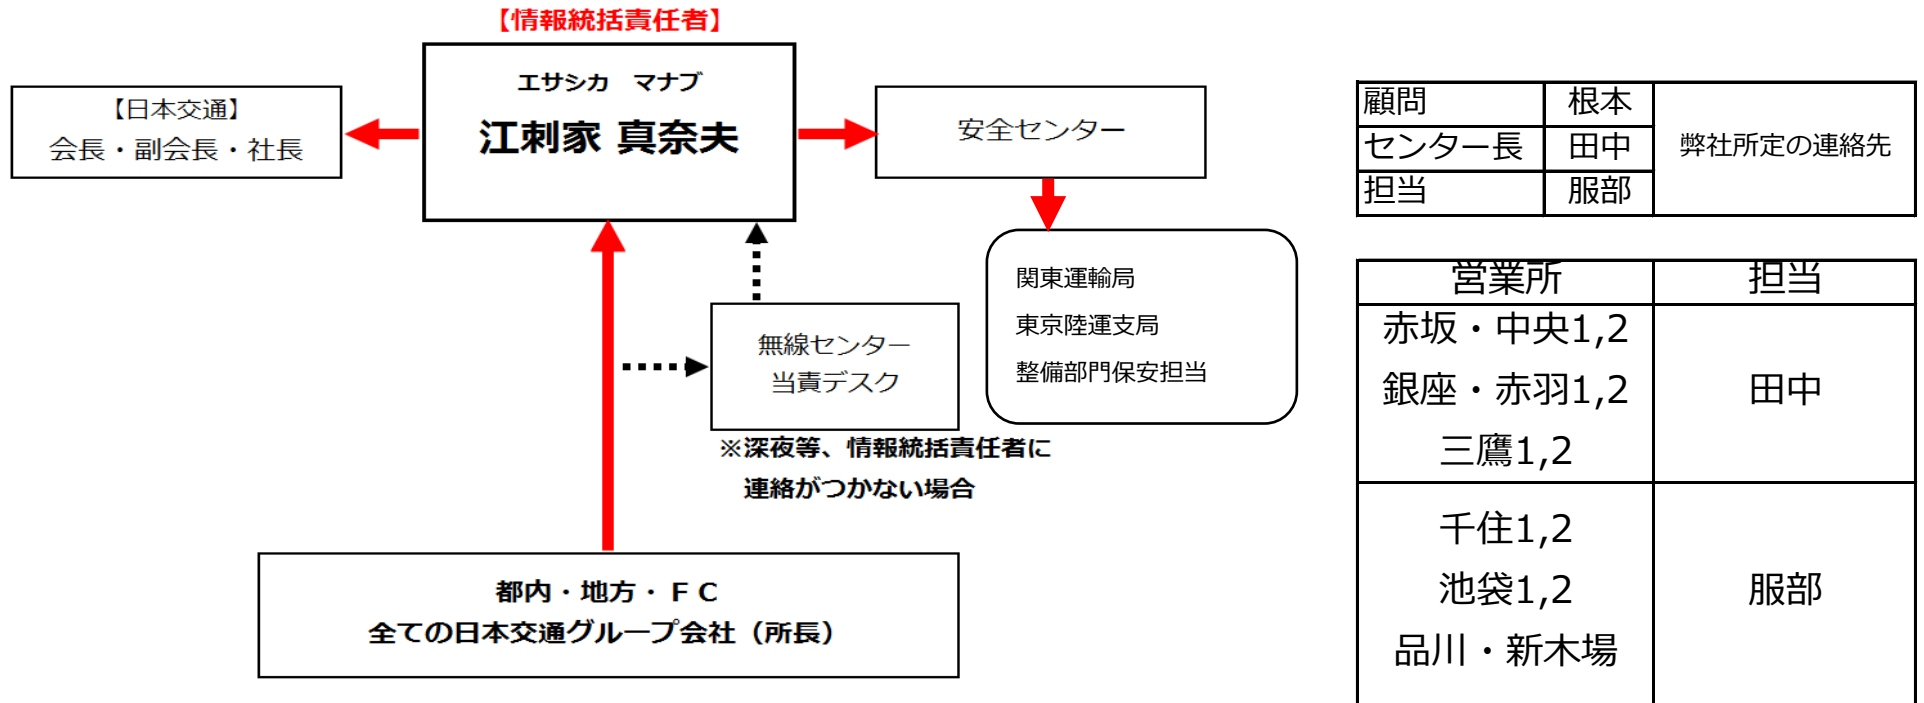 【情報統括責任者】
エサシカ　マナブ
江刺家 真奈夫
【日本交通】
会長・副会長・社長
安全センター
関東運輸局
東京陸運支局
整備部門保安担当
無線センター
当責デスク
※深夜等、情報統括責任者に
連絡がつかない場合
都内・地方・ＦＣ
全ての日本交通グループ会社（所長）
顧問 根本
センター長 田中 弊社所定の連絡先
担当 服部
営業所 担当
赤坂・中央1,2
銀座・赤羽1,2 田中
三鷹1,2
千住1,2
池袋1,2 服部
品川・新木場